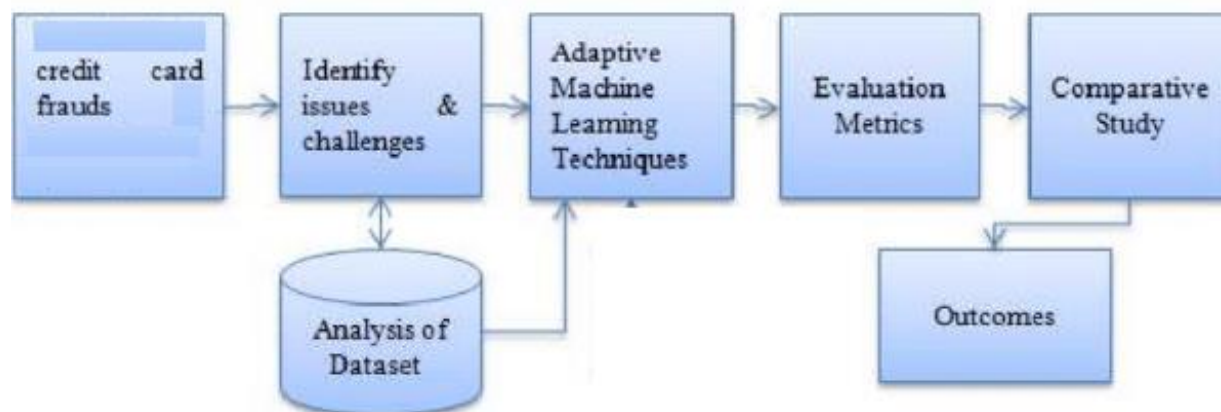 credit card
frauds
Identify
issues &
challenges
Adaptive
Machine
Learning
Techniques
Evaluation
Metrics
Comparative
Study
Analysis of
Dataset
Outcomes